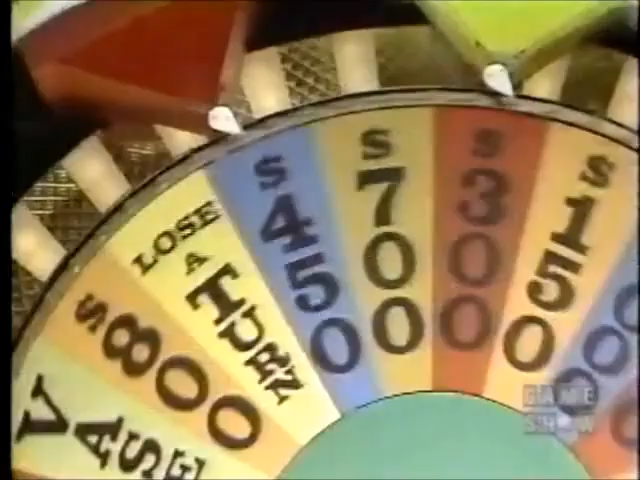 VASE
$800
LOSE
A
TURN
$450
$700
$300
$150
GAME
SHOW